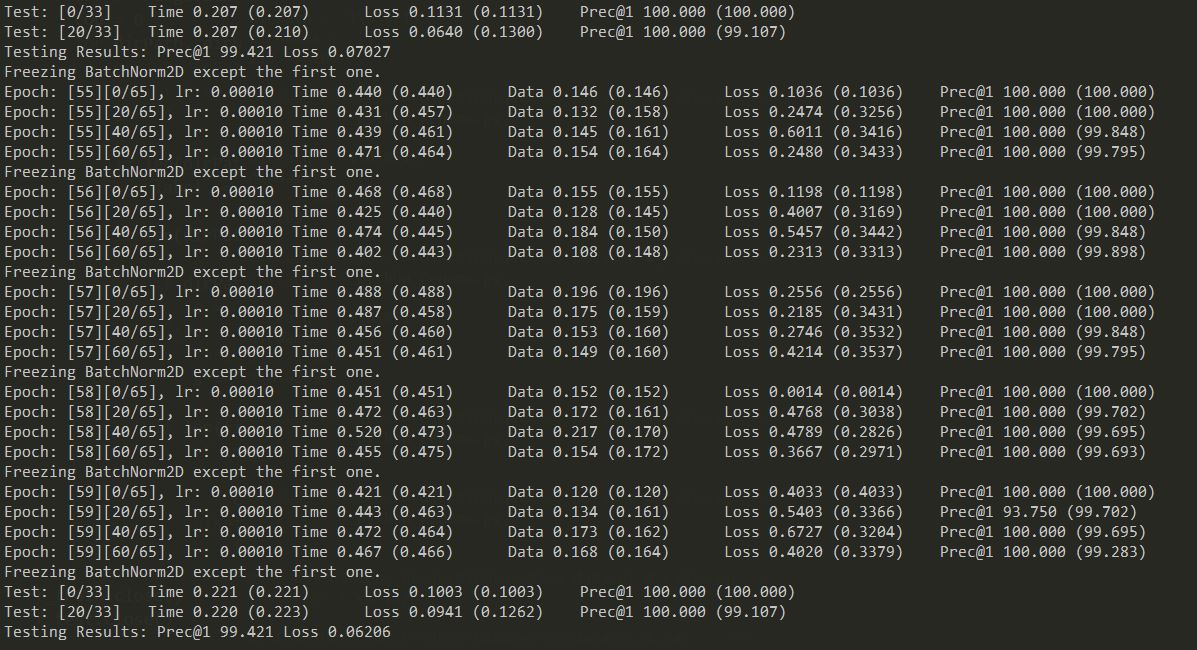 Test: [0/33]    Time 0.207 (0.207)      Loss 0.1131 (0.1131)    Prec@1 100.000 (100.000)
Test: [20/33]   Time 0.207 (0.210)      Loss 0.0640 (0.1300)    Prec@1 100.000 (99.107)
Testing Results: Prec@1 99.421 Loss 0.07027
Freezing BatchNorm2D except the first one.
Epoch: [55][0/65], lr: 0.00010  Time 0.440 (0.440)      Data 0.146 (0.146)      Loss 0.1036 (0.1036)    Prec@1 100.000 (100.000)
Epoch: [55][20/65], lr: 0.00010 Time 0.431 (0.457)      Data 0.132 (0.158)      Loss 0.2474 (0.3256)    Prec@1 100.000 (100.000)
Epoch: [55][40/65], lr: 0.00010 Time 0.439 (0.461)      Data 0.145 (0.161)      Loss 0.6011 (0.3416)    Prec@1 100.000 (99.848)
Epoch: [55][60/65], lr: 0.00010 Time 0.471 (0.464)      Data 0.154 (0.164)      Loss 0.2480 (0.3433)    Prec@1 100.000 (99.795)
Freezing BatchNorm2D except the first one.
Epoch: [56][0/65], lr: 0.00010  Time 0.468 (0.468)      Data 0.155 (0.155)      Loss 0.1198 (0.1198)    Prec@1 100.000 (100.000)
Epoch: [56][20/65], lr: 0.00010 Time 0.425 (0.440)      Data 0.128 (0.145)      Loss 0.4007 (0.3169)    Prec@1 100.000 (100.000)
Epoch: [56][40/65], lr: 0.00010 Time 0.474 (0.445)      Data 0.184 (0.150)      Loss 0.5457 (0.3442)    Prec@1 100.000 (99.848)
Epoch: [56][60/65], lr: 0.00010 Time 0.402 (0.443)      Data 0.108 (0.148)      Loss 0.2313 (0.3313)    Prec@1 100.000 (99.898)
Freezing BatchNorm2D except the first one.
Epoch: [57][0/65], lr: 0.00010  Time 0.488 (0.488)      Data 0.196 (0.196)      Loss 0.2556 (0.2556)    Prec@1 100.000 (100.000)
Epoch: [57][20/65], lr: 0.00010 Time 0.487 (0.458)      Data 0.175 (0.159)      Loss 0.2185 (0.3431)    Prec@1 100.000 (100.000)
Epoch: [57][40/65], lr: 0.00010 Time 0.456 (0.460)      Data 0.153 (0.160)      Loss 0.2746 (0.3532)    Prec@1 100.000 (99.848)
Epoch: [57][60/65], lr: 0.00010 Time 0.451 (0.461)      Data 0.149 (0.160)      Loss 0.4214 (0.3537)    Prec@1 100.000 (99.795)
Freezing BatchNorm2D except the first one.
Epoch: [58][0/65], lr: 0.00010  Time 0.451 (0.451)      Data 0.152 (0.152)      Loss 0.0014 (0.0014)    Prec@1 100.000 (100.000)
Epoch: [58][20/65], lr: 0.00010 Time 0.472 (0.463)      Data 0.172 (0.161)      Loss 0.4768 (0.3038)    Prec@1 100.000 (99.702)
Epoch: [58][40/65], lr: 0.00010 Time 0.520 (0.473)      Data 0.217 (0.170)      Loss 0.4789 (0.2826)    Prec@1 100.000 (99.695)
Epoch: [58][60/65], lr: 0.00010 Time 0.455 (0.475)      Data 0.154 (0.172)      Loss 0.3667 (0.2971)    Prec@1 100.000 (99.693)
Freezing BatchNorm2D except the first one.
Epoch: [59][0/65], lr: 0.00010  Time 0.421 (0.421)      Data 0.120 (0.120)      Loss 0.4033 (0.4033)    Prec@1 100.000 (100.000)
Epoch: [59][20/65], lr: 0.00010 Time 0.443 (0.463)      Data 0.134 (0.161)      Loss 0.5403 (0.3366)    Prec@1 93.750 (99.702)
Epoch: [59][40/65], lr: 0.00010 Time 0.472 (0.464)      Data 0.173 (0.162)      Loss 0.6727 (0.3204)    Prec@1 100.000 (99.695)
Epoch: [59][60/65], lr: 0.00010 Time 0.467 (0.466)      Data 0.168 (0.164)      Loss 0.4020 (0.3379)    Prec@1 100.000 (99.283)
Freezing BatchNorm2D except the first one.
Test: [0/33]    Time 0.221 (0.221)      Loss 0.1003 (0.1003)    Prec@1 100.000 (100.000)
Test: [20/33]   Time 0.220 (0.223)      Loss 0.0941 (0.1262)    Prec@1 100.000 (99.107)
Testing Results: Prec@1 99.421 Loss 0.06206